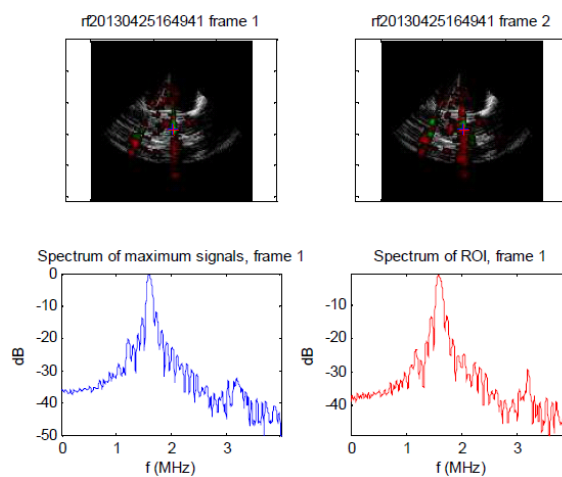 rf20130425164941 frame 1
rf20130425164941 frame 2
Spectrum of maximum signals, frame 1
Spectrum of ROI, frame 1
0
-10
-20
-30
-40
-50
dB
0
1
2
3
f (MHz)
-10
-20
-30
-40
dB
0
1
2
3
f (MHz)